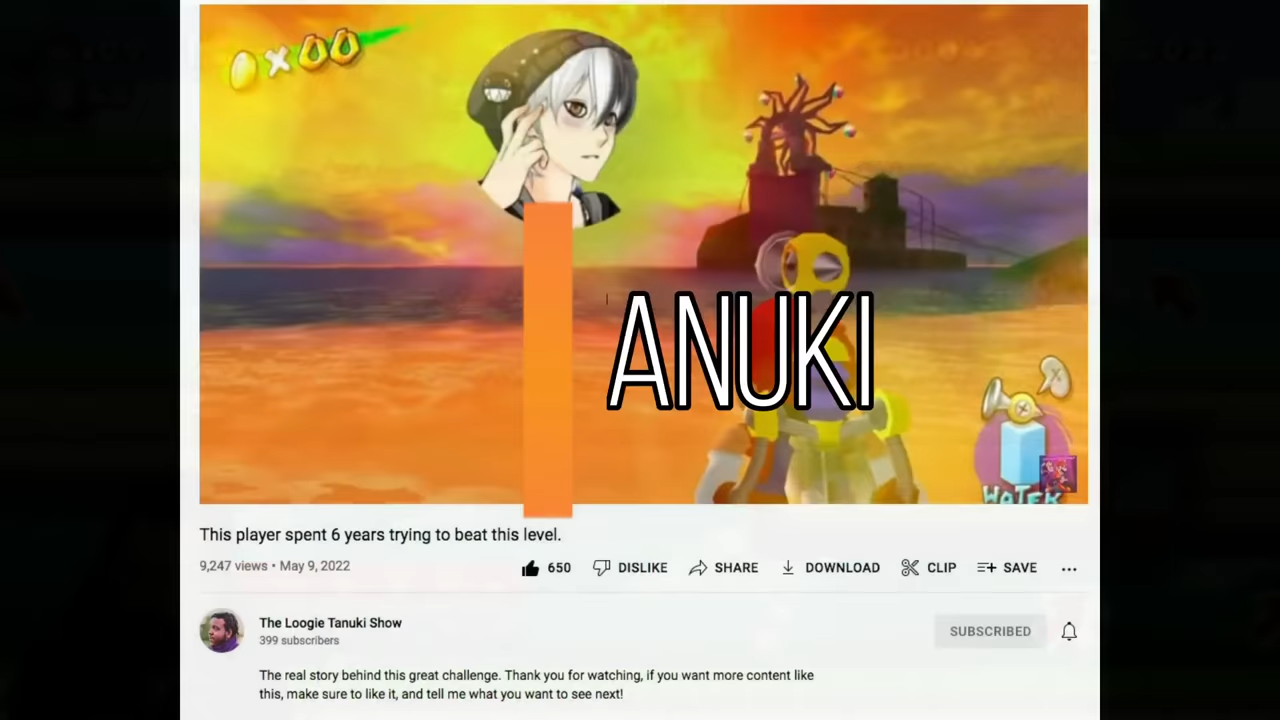 0×00
ANUKI
WATER
This player spent 6 years trying to beat this level.
9,247 views • May 9, 2022
650 DISLIKE SHARE DOWNLOAD CLIP SAVE ...
The Loogie Tanuki Show
399 subscribers
SUBSCRIBED
The real story behind this great challenge. Thank you for watching, if you want more content like
this, make sure to like it, and tell me what you want to see next!